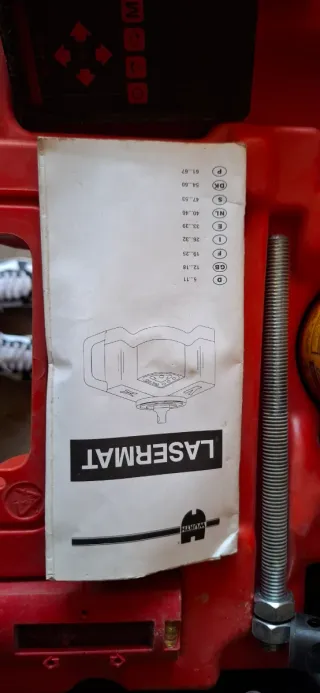 WÜRTH
LASERMAT
D 4...11
GB 12...18
F 19...25
I 26...32
E 33...39
NL 40...46
S 47...53
DK 54...60
P 61...67